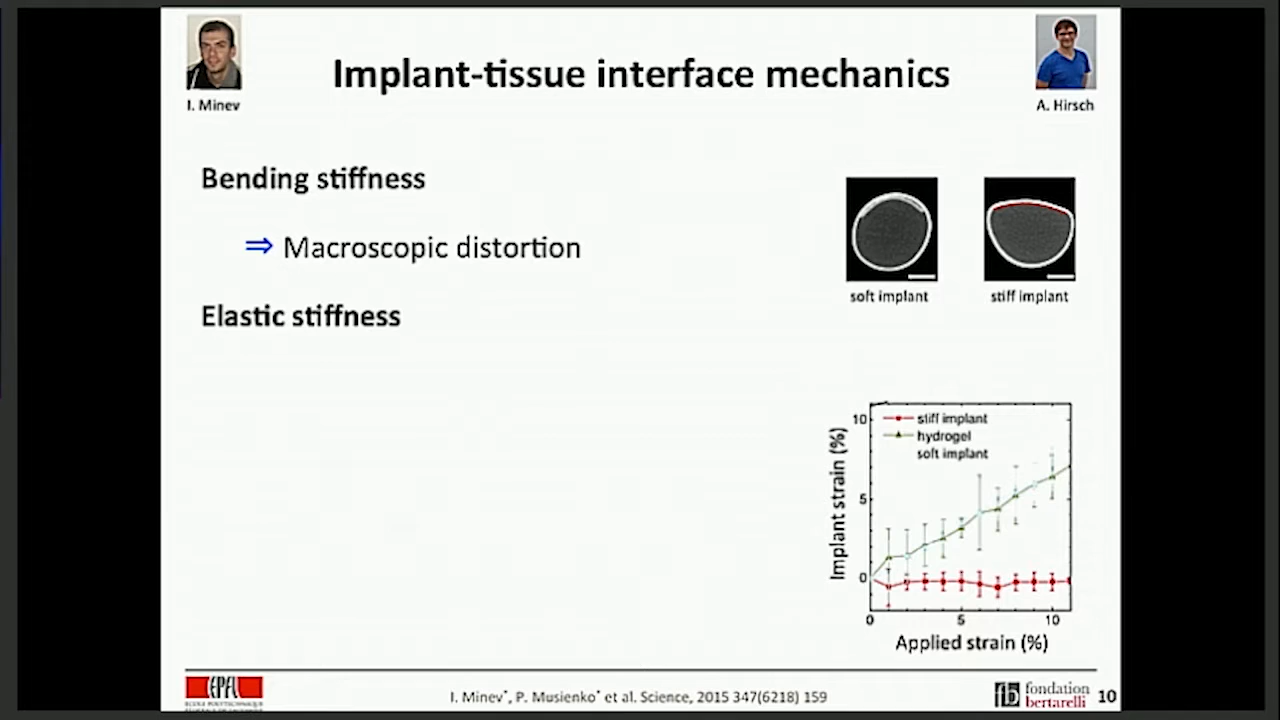 Implant-tissue interface mechanics
I. Minev
A. Hirsch
Bending stiffness
⇒ Macroscopic distortion
soft implant
stiff implant
Elastic stiffness
10
5
0
Implant strain (%)
stiff implant
hydrogel
soft implant
0 5 10
Applied strain (%)
EPFL
I. Minev*, P. Musienko* et al. Science, 2015 347(6218) 159
fb fondation
bertarelli
10